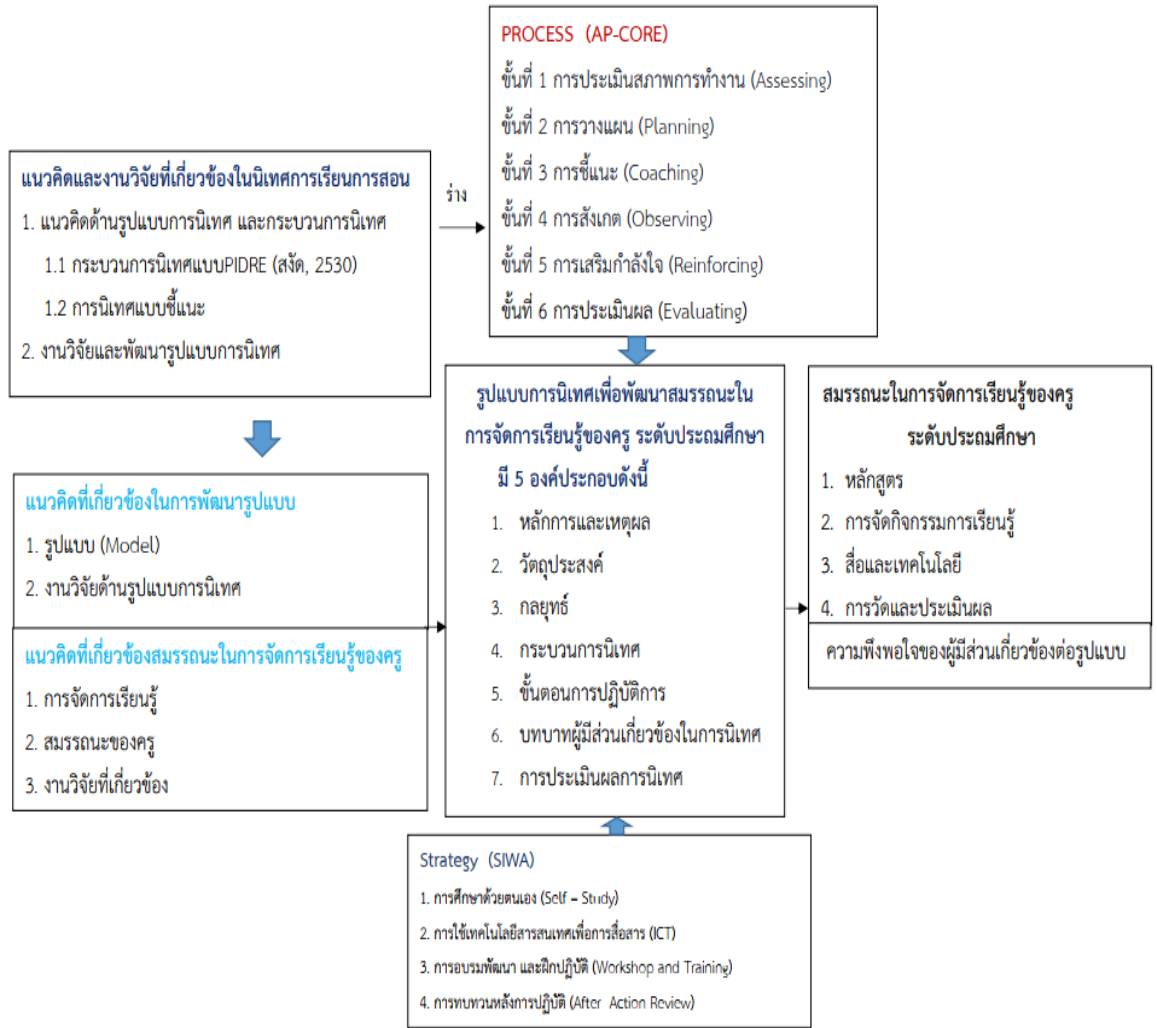 PROCESS (AP-CORE)
ขั้นที่ 1 การประเมินสภาพการทำงาน (Assessing)
ขั้นที่ 2 การวางแผน (Planning)
ขั้นที่ 3 การชี้แนะ (Coaching)
ขั้นที่ 4 การสังเกต (Observing)
ขั้นที่ 5 การเสริมกำลังใจ (Reinforcing)
ขั้นที่ 6 การประเมินผล (Evaluating)
แนวคิดและงานวิจัยที่เกี่ยวข้องในนิเทศการเรียนการสอน
1. แนวคิดด้านรูปแบบการนิเทศ และกระบวนการนิเทศ
1.1 กระบวนการนิเทศแบบPIDRE (สงัด, 2530)
1.2 การนิเทศแบบชี้แนะ
2. งานวิจัยและพัฒนารูปแบบการนิเทศ
ร่าง
แนวคิดที่เกี่ยวข้องในการพัฒนารูปแบบ
1. รูปแบบ (Model)
2. งานวิจัยด้านรูปแบบการนิเทศ
แนวคิดที่เกี่ยวข้องสมรรถนะในการจัดการเรียนรู้ของครู
1. การจัดการเรียนรู้
2. สมรรถนะของครู
3. งานวิจัยที่เกี่ยวข้อง
รูปแบบการนิเทศเพื่อพัฒนาสมรรถนะใน
การจัดการเรียนรู้ของครู ระดับประถมศึกษา
มี 5 องค์ประกอบดังนี้
1. หลักการและเหตุผล
2. วัตถุประสงค์
3. กลยุทธ์
4. กระบวนการนิเทศ
5. ขั้นตอนการปฏิบัติการ
6. บทบาทผู้มีส่วนเกี่ยวข้องในการนิเทศ
7. การประเมินผลการนิเทศ
สมรรถนะในการจัดการเรียนรู้ของครู
ระดับประถมศึกษา
1. หลักสูตร
2. การจัดกิจกรรมการเรียนรู้
3. สื่อและเทคโนโลยี
4. การวัดและประเมินผล
ความพึงพอใจของผู้มีส่วนเกี่ยวข้องต่อรูปแบบ
Strategy (SIWA)
1. การศึกษาด้วยตนเอง (Self – Study)
2. การใช้เทคโนโลยีสารสนเทศเพื่อการสื่อสาร (ICT)
3. การอบรมพัฒนา และฝึกปฏิบัติ (Workshop and Training)
4. การทบทวนหลังการปฏิบัติ (After Action Review)